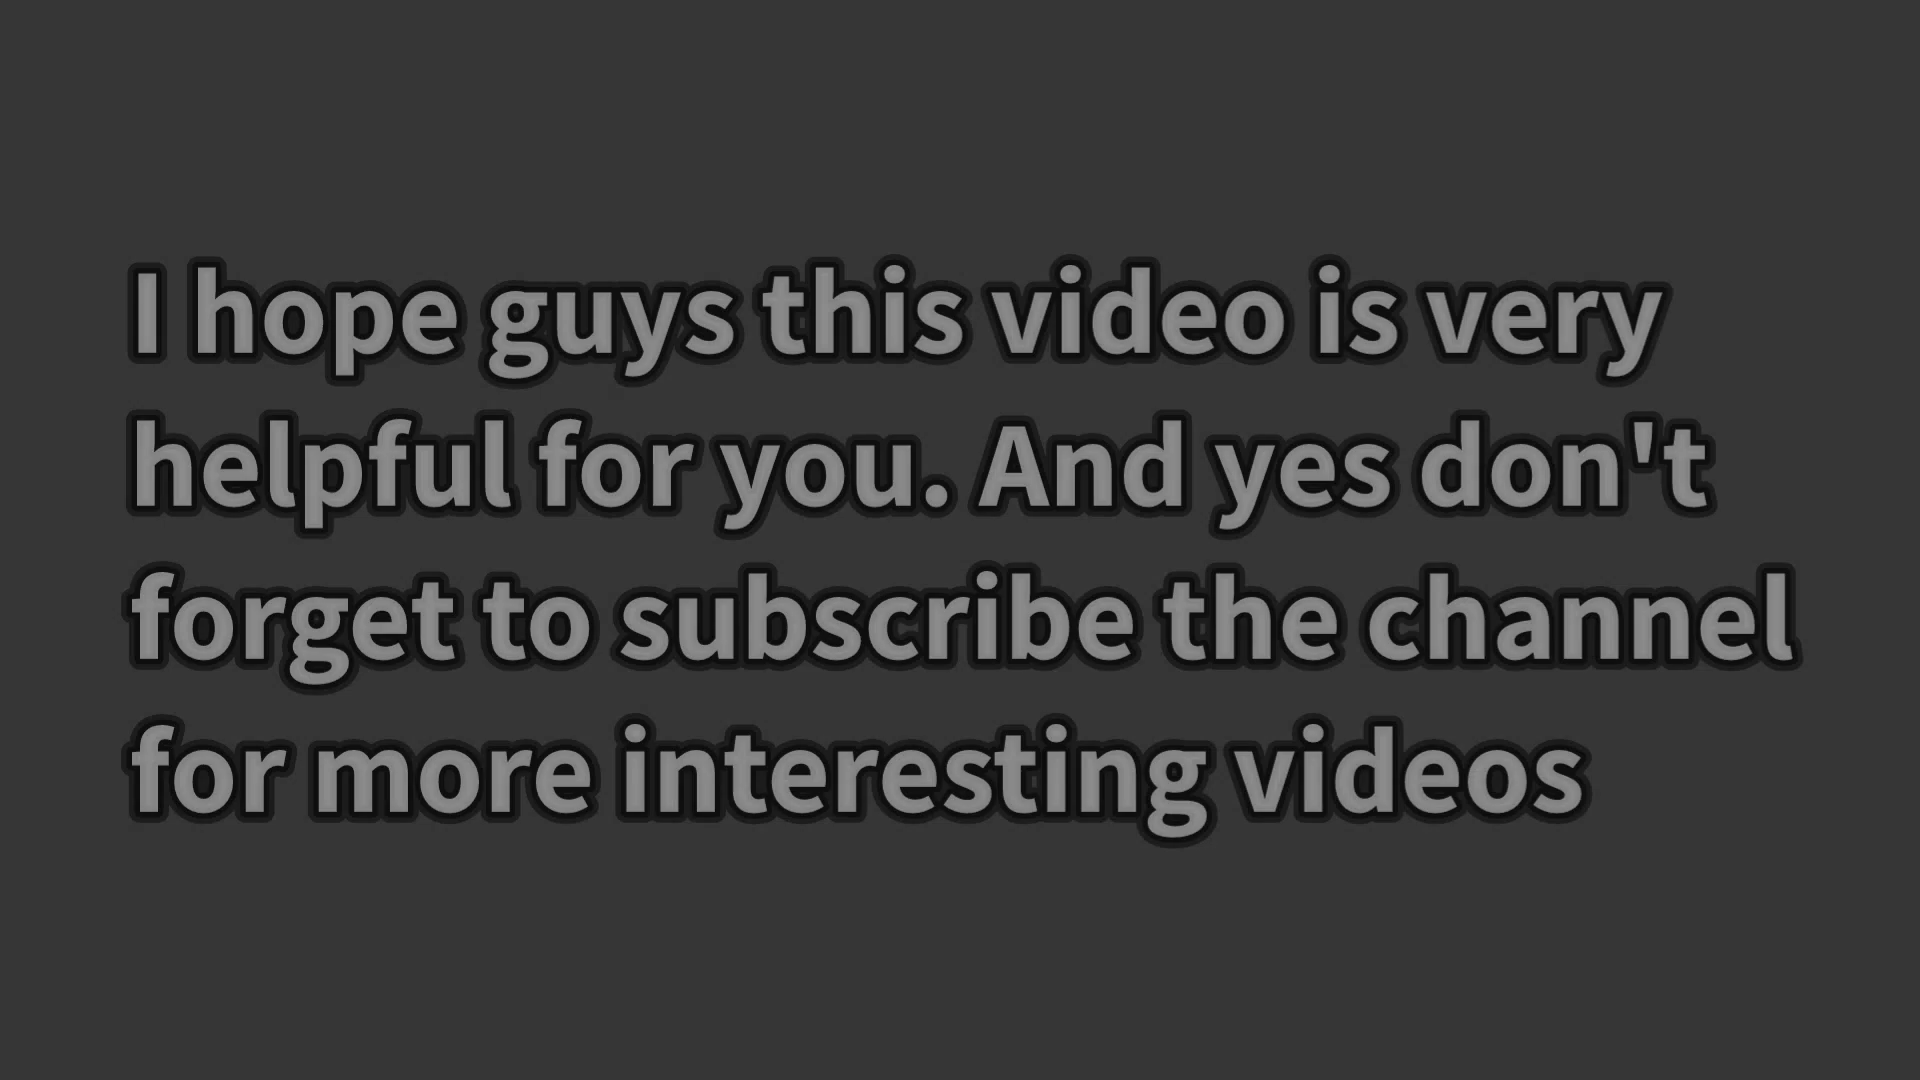 I hope guys this video is very
helpful for you. And yes don't
forget to subscribe the channel
for more interesting videos